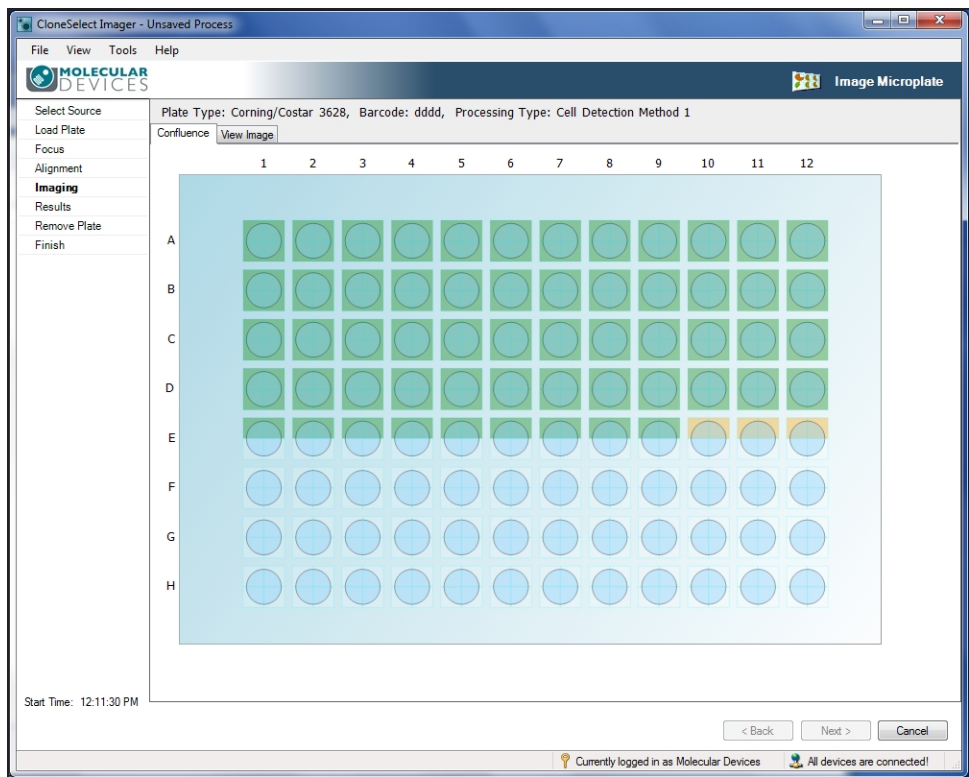 CloneSelect Imager - Unsaved Process
File View Tools Help
MOLECULAR
DEVICES
Image Microplate
Select Source
Load Plate
Focus
Alignment
Imaging
Results
Remove Plate
Finish
Plate Type: Corning/Costar 3628, Barcode: dddd, Processing Type: Cell Detection Method 1
Confluence View Image
1 2 3 4 5 6 7 8 9 10 11 12
A
B
C
D
E
F
G
H
Start Time: 12:11:30 PM
< Back Next > Cancel
Currently logged in as Molecular Devices All devices are connected!